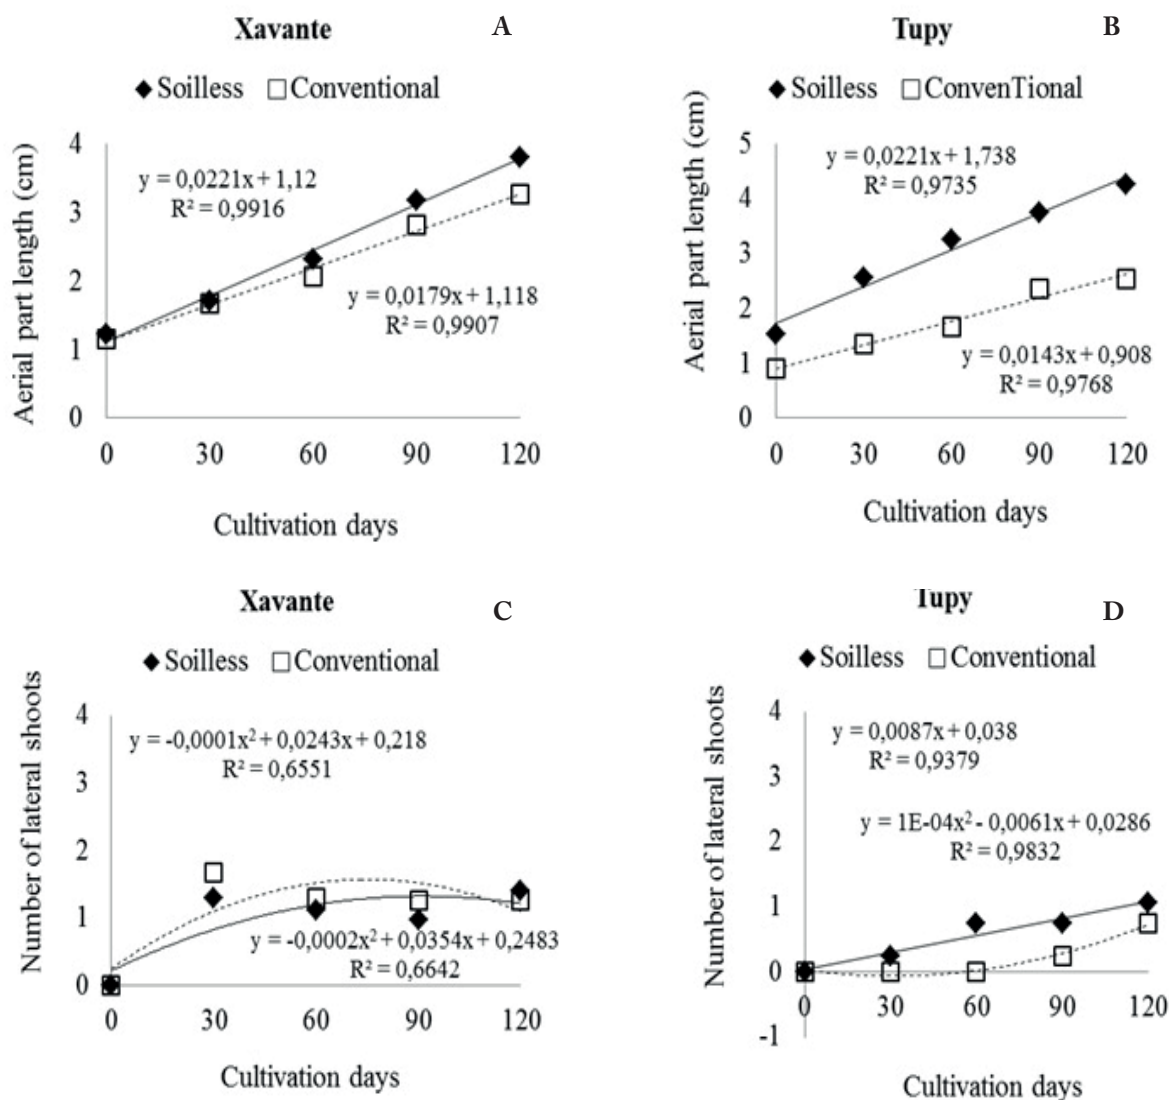 Xavante
A
◆ Soilless □ Conventional
Aerial part length (cm)
4
3
2
1
0
y = 0,0221x + 1,12
R² = 0,9916
y = 0,0179x + 1,118
R² = 0,9907
0 30 60 90 120
Cultivation days
Tupy
B
◆ Soilless □ ConvenTional
Aerial part length (cm)
5
4
3
2
1
0
y = 0,0221x + 1,738
R² = 0,9735
y = 0,0143x + 0,908
R² = 0,9768
0 30 60 90 120
Cultivation days
Xavante
C
◆ Soilless □ Conventional
Number of lateral shoots
4
3
2
1
0
y = -0,0001x² + 0,0243x + 0,218
R² = 0,6551
y = -0,0002x² + 0,0354x + 0,2483
R² = 0,6642
0 30 60 90 120
Cultivation days
Tupy
D
◆ Soilless □ Conventional
Number of lateral shoots
4
3
2
1
0
-1
y = 0,0087x + 0,038
R² = 0,9379
y = 1E-04x² - 0,0061x + 0,0286
R² = 0,9832
0 30 60 90 120
Cultivation days